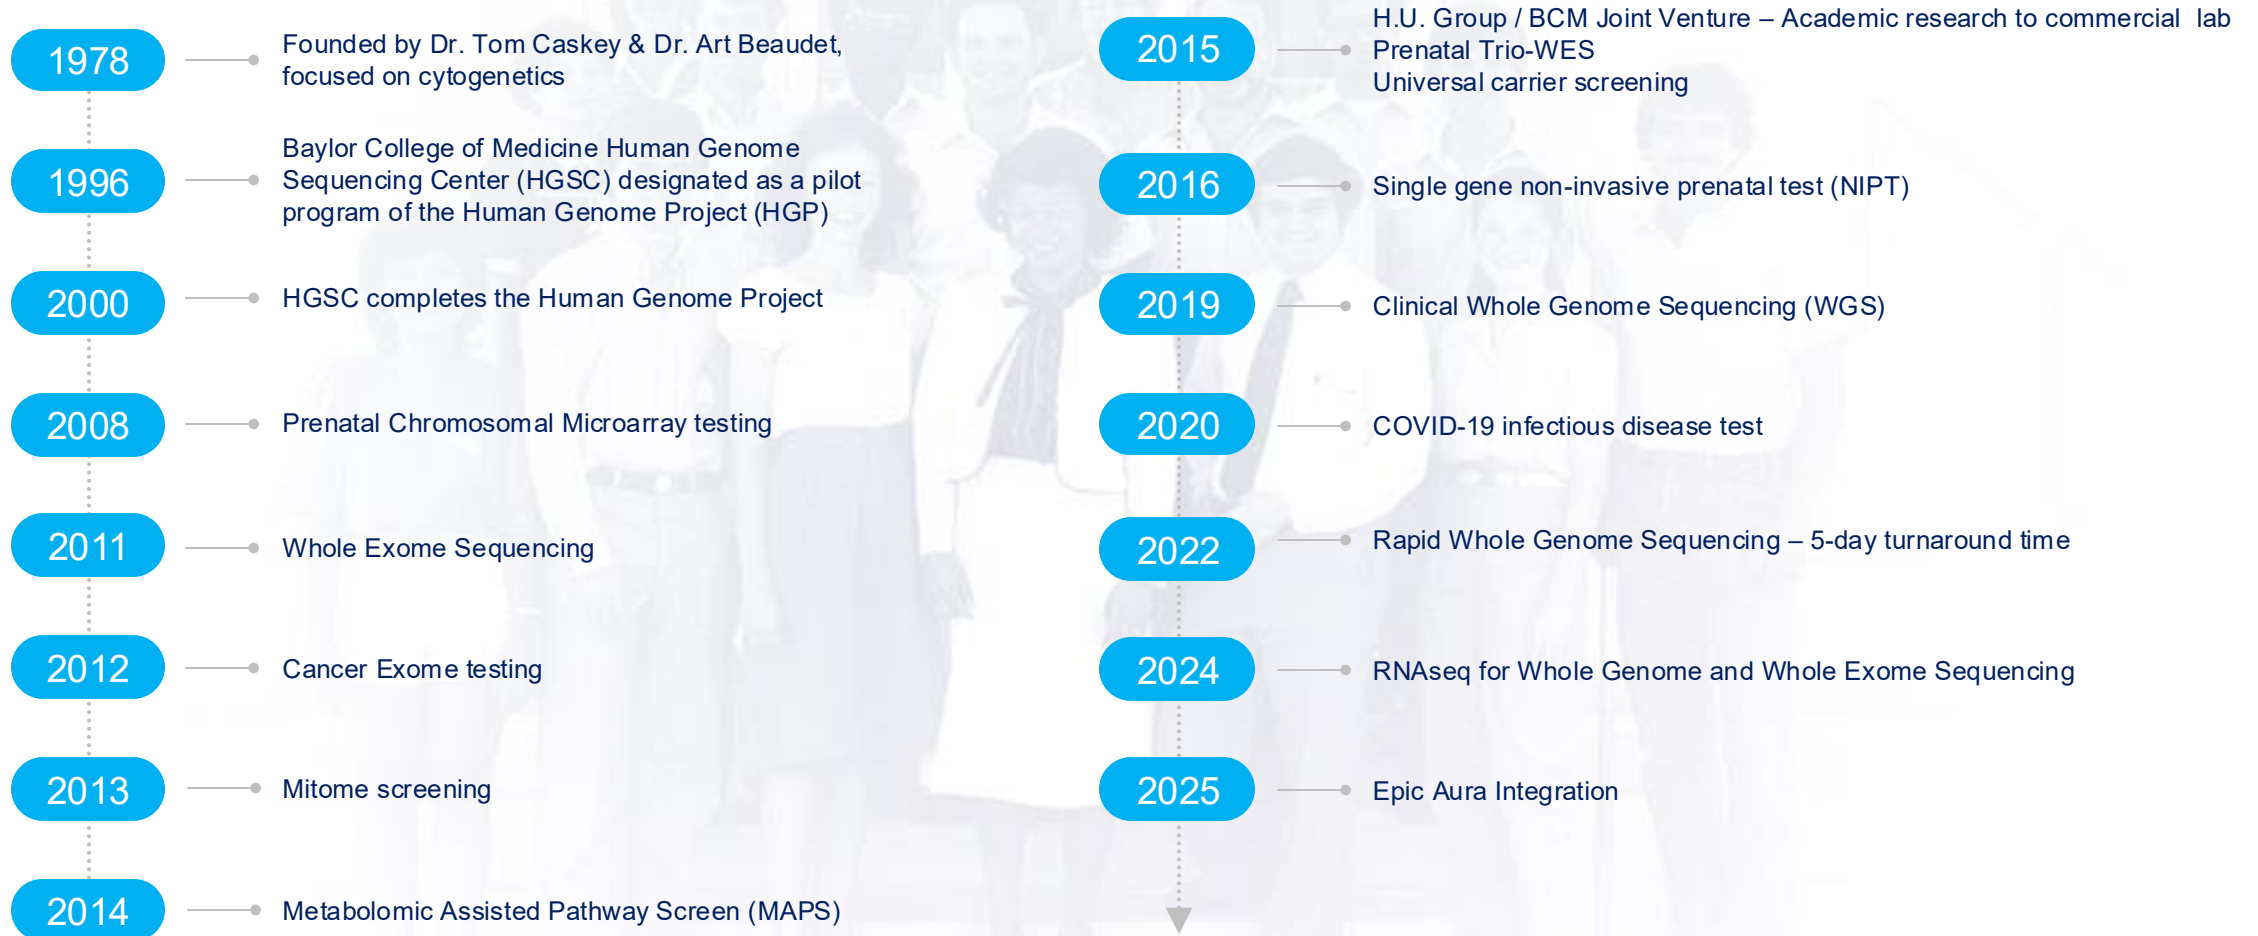 1978
Founded by Dr. Tom Caskey & Dr. Art Beaudet,
focused on cytogenetics
1996
Baylor College of Medicine Human Genome
Sequencing Center (HGSC) designated as a pilot
program of the Human Genome Project (HGP)
2000
HGSC completes the Human Genome Project
2008
Prenatal Chromosomal Microarray testing
2011
Whole Exome Sequencing
2012
Cancer Exome testing
2013
Mitome screening
2014
Metabolomic Assisted Pathway Screen (MAPS)
2015
H.U. Group / BCM Joint Venture – Academic research to commercial lab
Prenatal Trio-WES
Universal carrier screening
2016
Single gene non-invasive prenatal test (NIPT)
2019
Clinical Whole Genome Sequencing (WGS)
2020
COVID-19 infectious disease test
2022
Rapid Whole Genome Sequencing – 5-day turnaround time
2024
RNAseq for Whole Genome and Whole Exome Sequencing
2025
Epic Aura Integration